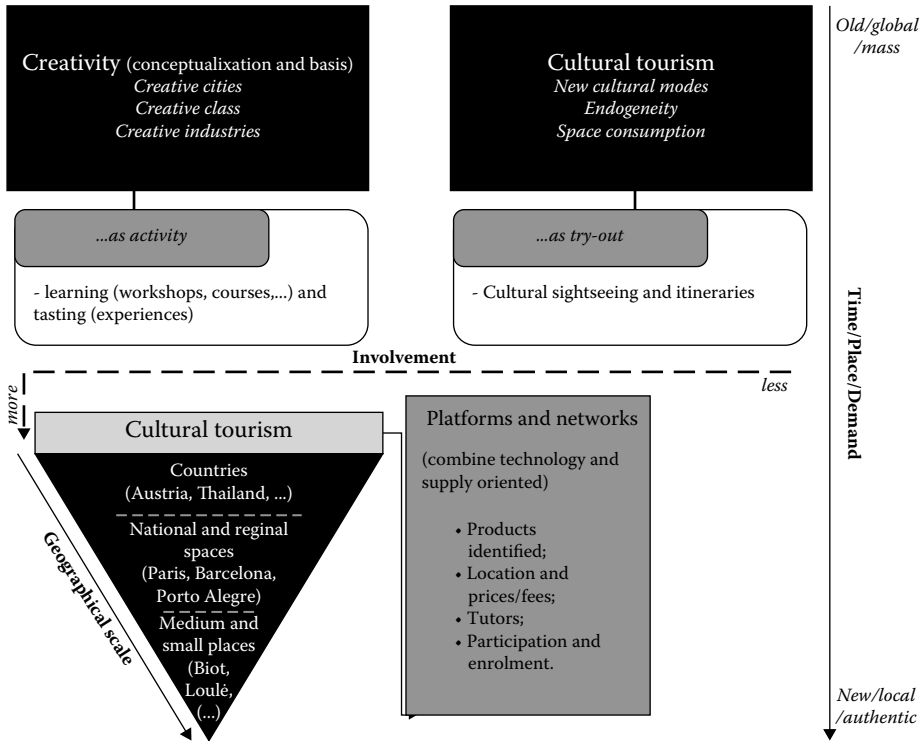 Creativity (conceptualixation and basis)
Creative cities
Creative class
Creative industries
Cultural tourism
New cultural modes
Endogeneity
Space consumption
Old/global
/mass
...as activity
- learning (workshops, courses,...) and
tasting (experiences)
...as try-out
- Cultural sightseeing and itineraries
Time/Place/Demand
Involvement
more
less
Cultural tourism
Countries
(Austria, Thailand, ...)
National and reginal
spaces
(Paris, Barcelona,
Porto Alegre)
Medium and
small places
(Biot,
Loulė,
(...)
Geographical scale
Platforms and networks
(combine technology and
supply oriented)
• Products
identified;
• Location and
prices/fees;
• Tutors;
• Participation and
enrolment.
New/local
/authentic